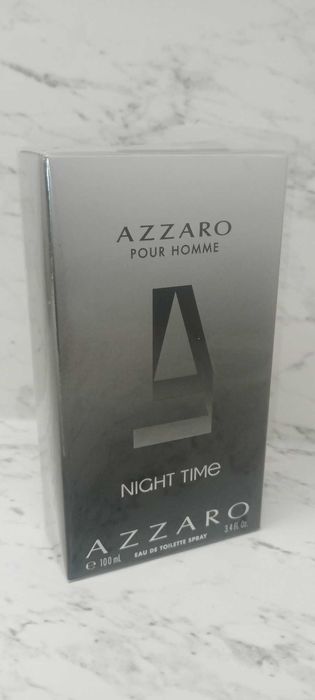 AZZARO
POUR HOMME
NIGHT TIMe
AZZARO
EAU DE TOILETTE SPRAY
℮ 100 mL 3.4 fl. Oz.